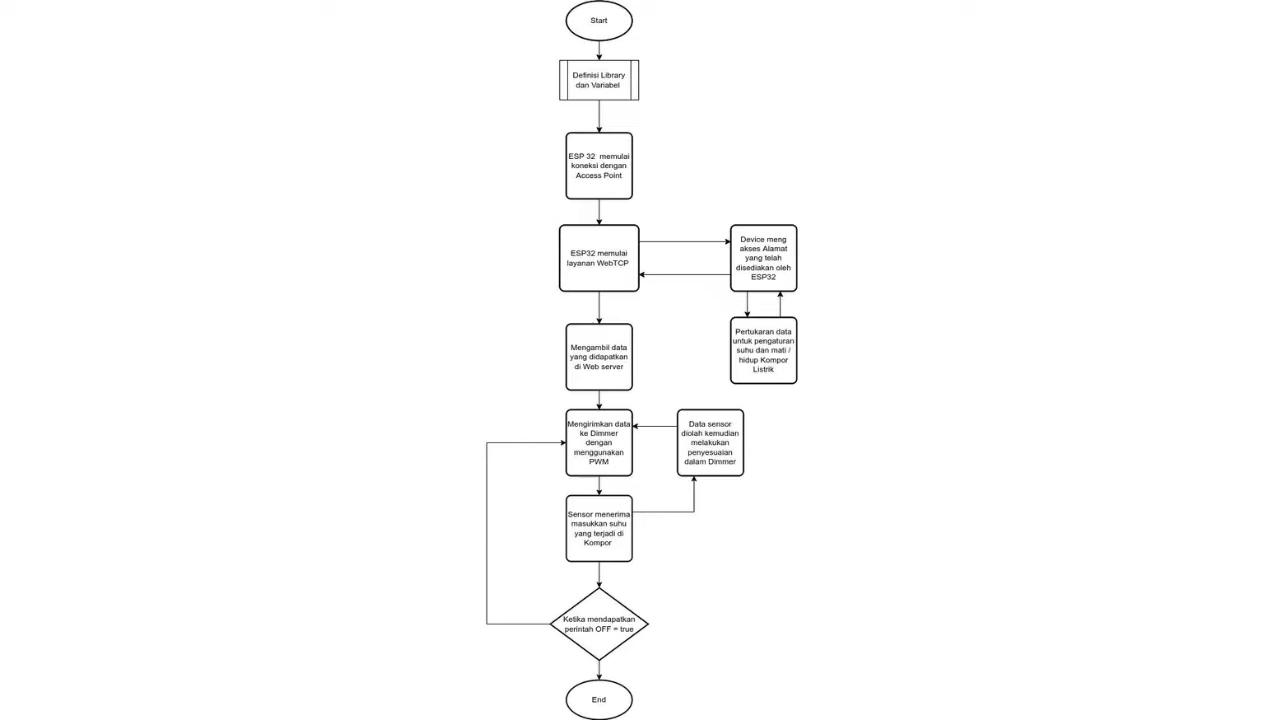 Start
Definisi Library
dan Variabel
ESP 32 memulai
koneksi dengan
Access Point
ESP32 memulai
layanan WebTCP
Device meng
akses Alamat
yang telah
disediakan oleh
ESP32
Pertukaran data
untuk pengaturan
suhu dan mati /
hidup Kompor
Listrik
Mengambil data
yang didapatkan
di Web server
Mengirimkan data
ke Dimmer
dengan
menggunakan
PWM
Data sensor
diolah kemudian
melakukan
penyesuaian
dalam Dimmer
Sensor menerima
masukkan suhu
yang terjadi di
Kompor
Ketika mendapatkan
perintah OFF = true
End